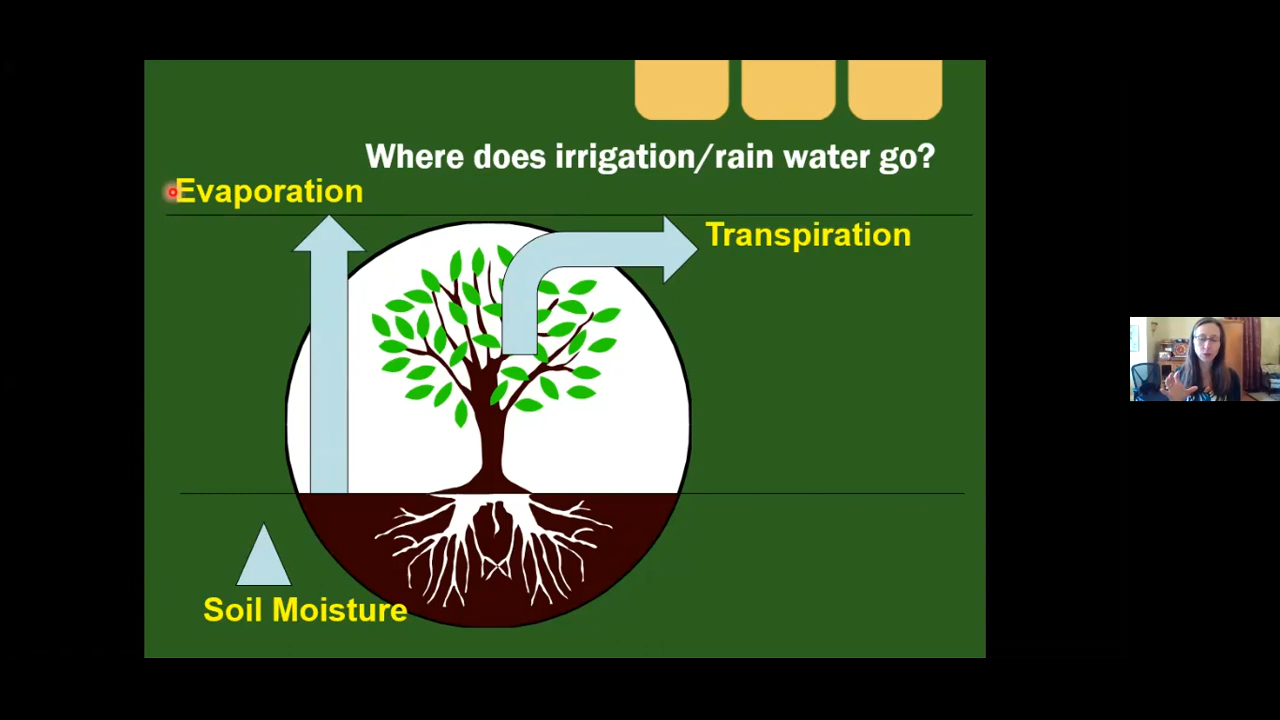 Where does irrigation/rain water go?
Evaporation
Transpiration
Soil Moisture